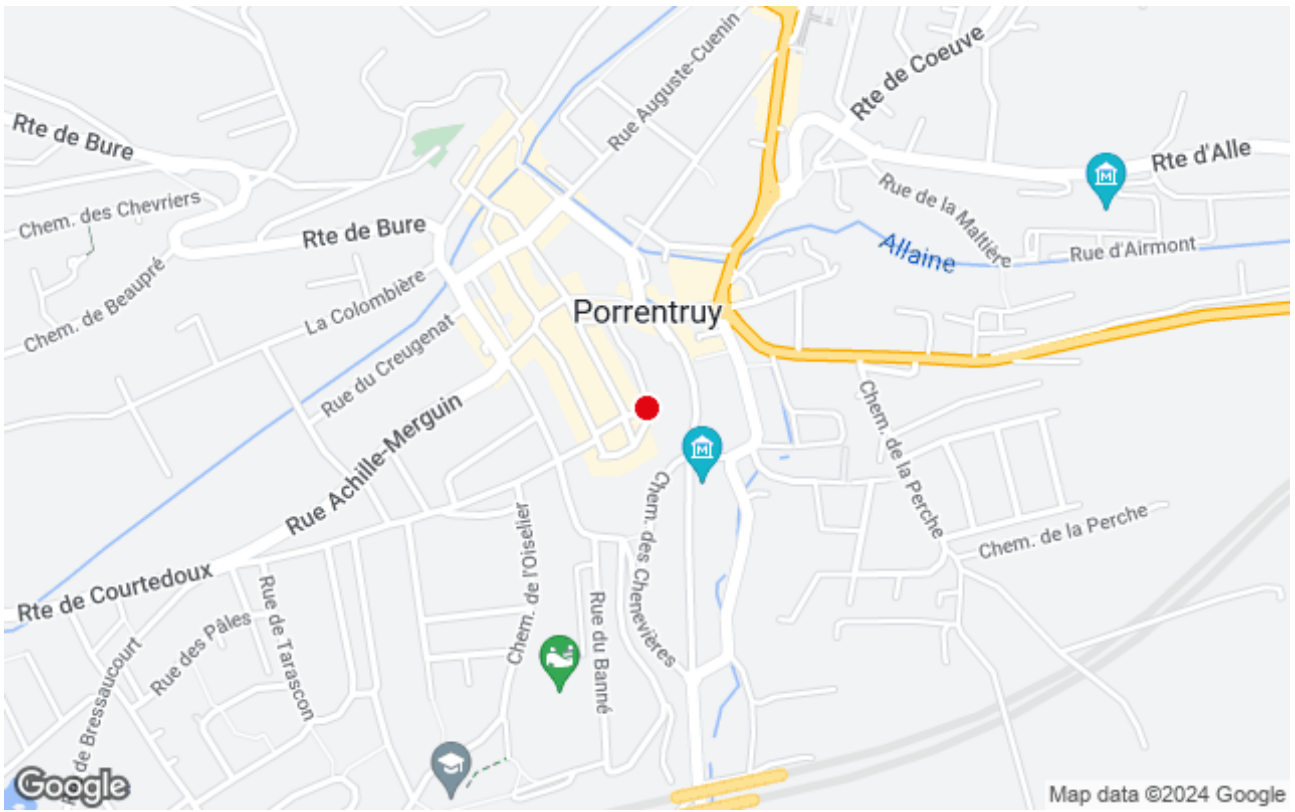 Rue Auguste-Cuenin
Rte de Coeuve
Rte de Bure
Rte d'Alle
Chem. des Chevriers
Rue de la Maltière
Rte de Bure
Allaine
Rue d'Airmont
Chem. de Beaupré
La Colombière
Porrentruy
Rue du Creugenat
Chem. de la Perche
Rue Achille-Merguin
M
M
Chem. de l'Oiselier
Chem. des Chenevières
Chem. de la Perche
Rte de Courtedoux
Rue de Tarascon
Rue des Pâles
Rue du Banné
de Bressaucourt
Google
Map data ©2024 Google